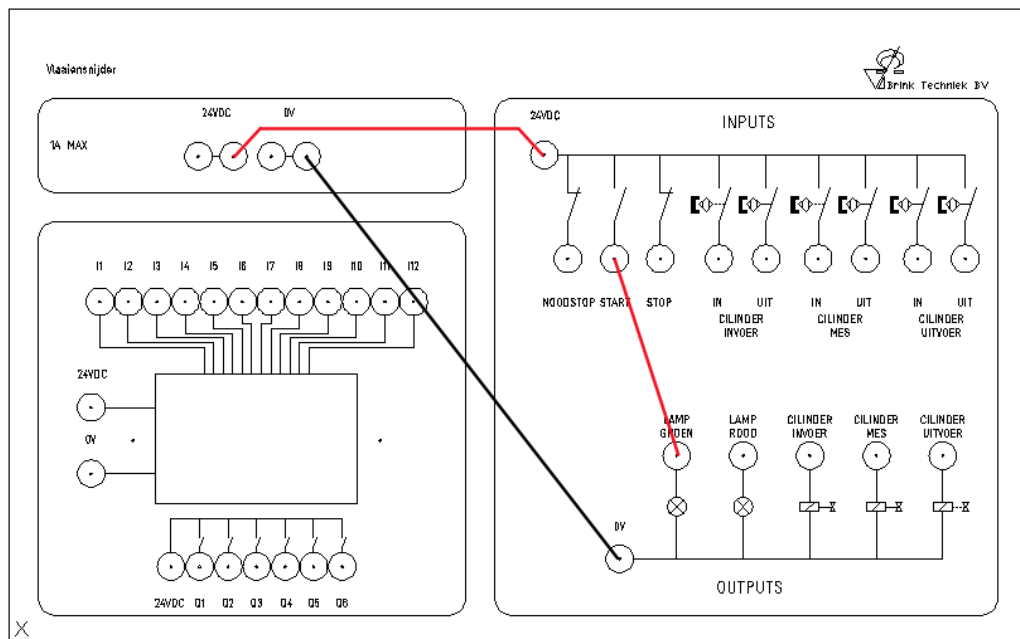 Vlaaiensnijder
Brink Techniek BV
24VDC 0V
1A MAX
24VDC
INPUTS
NOODSTOP START STOP IN UIT IN UIT IN UIT
CILINDER INVOER
CILINDER MES
CILINDER UITVOER
I1 I2 I3 I4 I5 I6 I7 I8 I9 I10 I11 I12
24VDC
0V
24VDC Q1 Q2 Q3 Q4 Q5 Q6
LAMP GROEN
LAMP ROOD
CILINDER INVOER
CILINDER MES
CILINDER UITVOER
0V
OUTPUTS
X